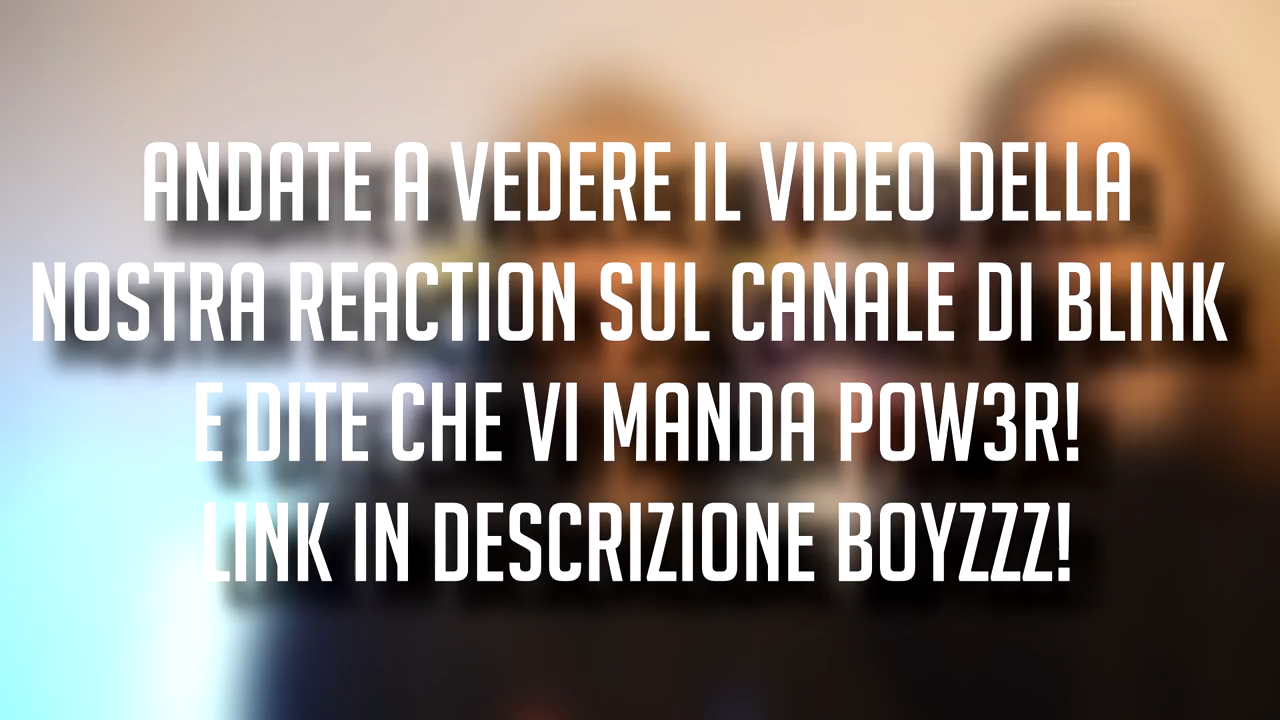 ANDATE A VEDERE IL VIDEO DELLA
NOSTRA REACTION SUL CANALE DI BLINK
E DITE CHE VI MANDA POW3R!
LINK IN DESCRIZIONE BOYZZZ!